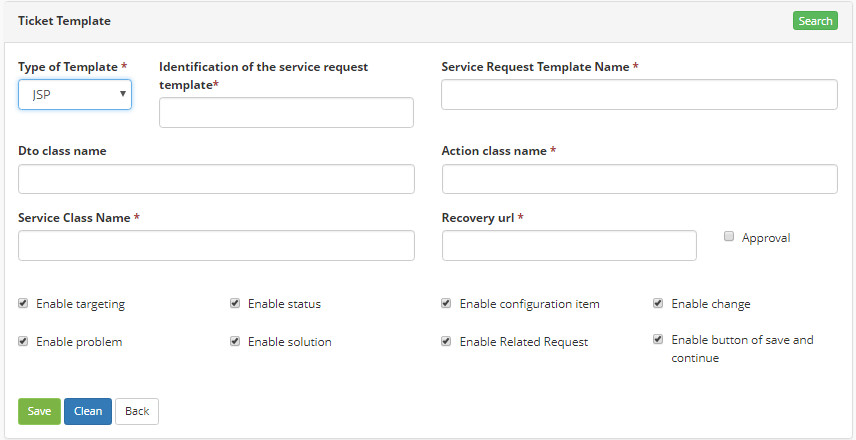 Ticket Template
Search
Type of Template *
Identification of the service request
template*
Service Request Template Name *
JSP
Dto class name
Action class name *
Service Class Name *
Recovery url *
Approval
Enable targeting
Enable status
Enable configuration item
Enable change
Enable problem
Enable solution
Enable Related Request
Enable button of save and
continue
Save
Clean
Back